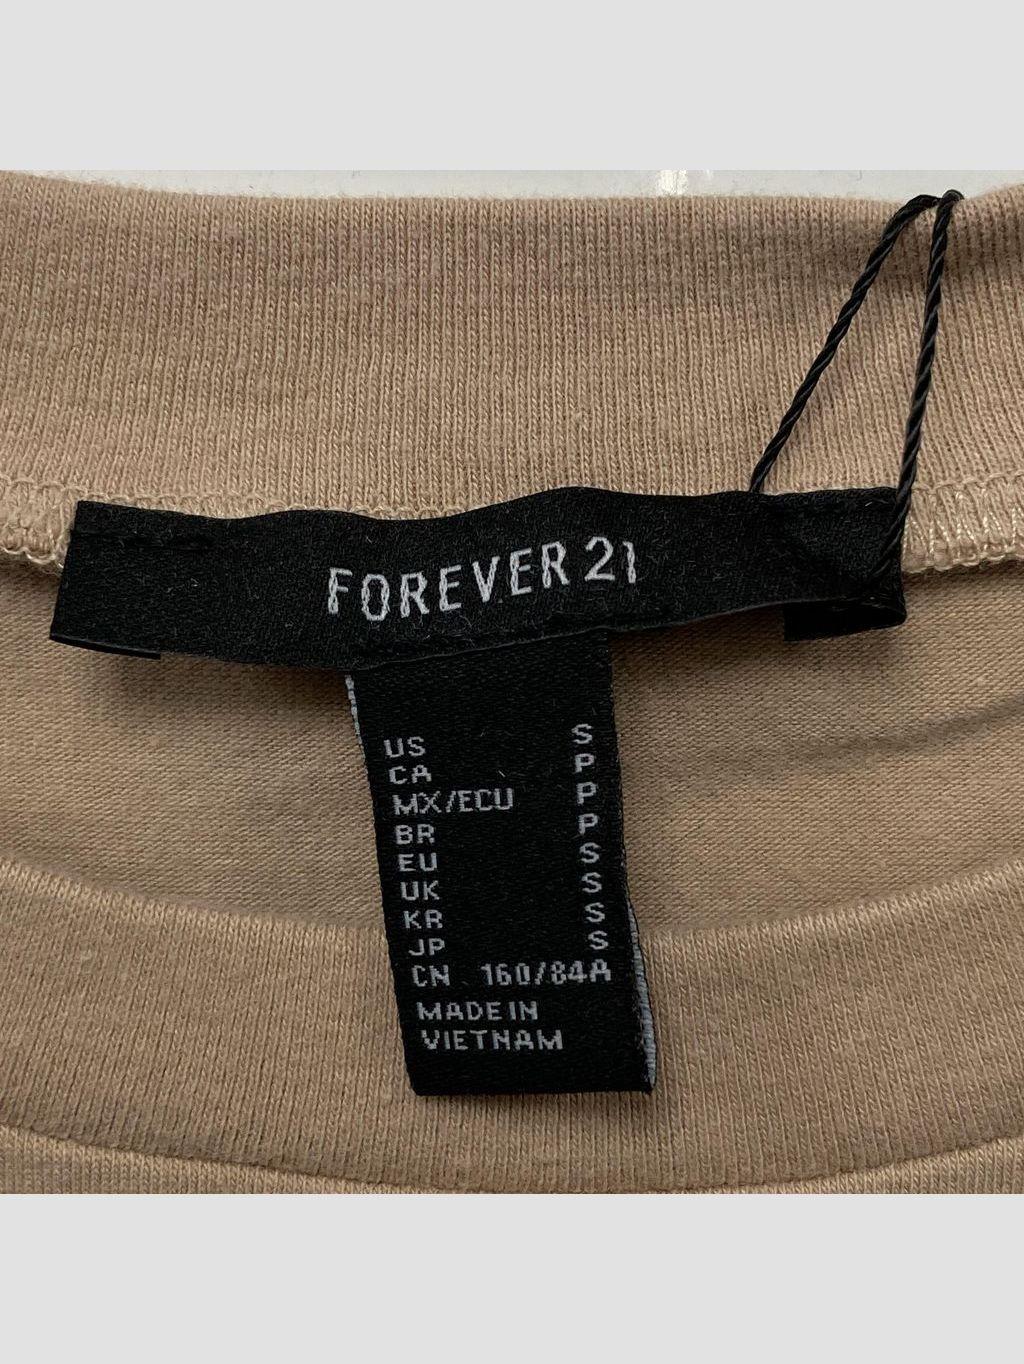 FOREVER 21
US S
CA P
MX/ECU P
BR P
EU S
UK S
KR S
JP S
CN 160/84A
MADE IN
VIETNAM